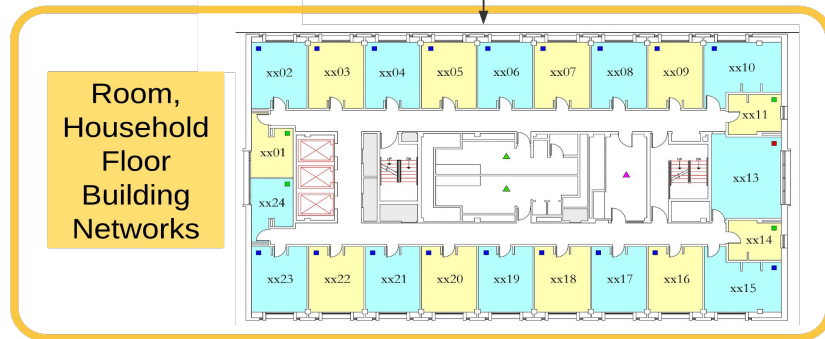 Room,
Household
Floor
Building
Networks
xx02 xx03 xx04 xx05 xx06 xx07 xx08 xx09 xx10
xx11
xx01
xx13
xx24
xx14
xx23 xx22 xx21 xx20 xx19 xx18 xx17 xx16 xx15